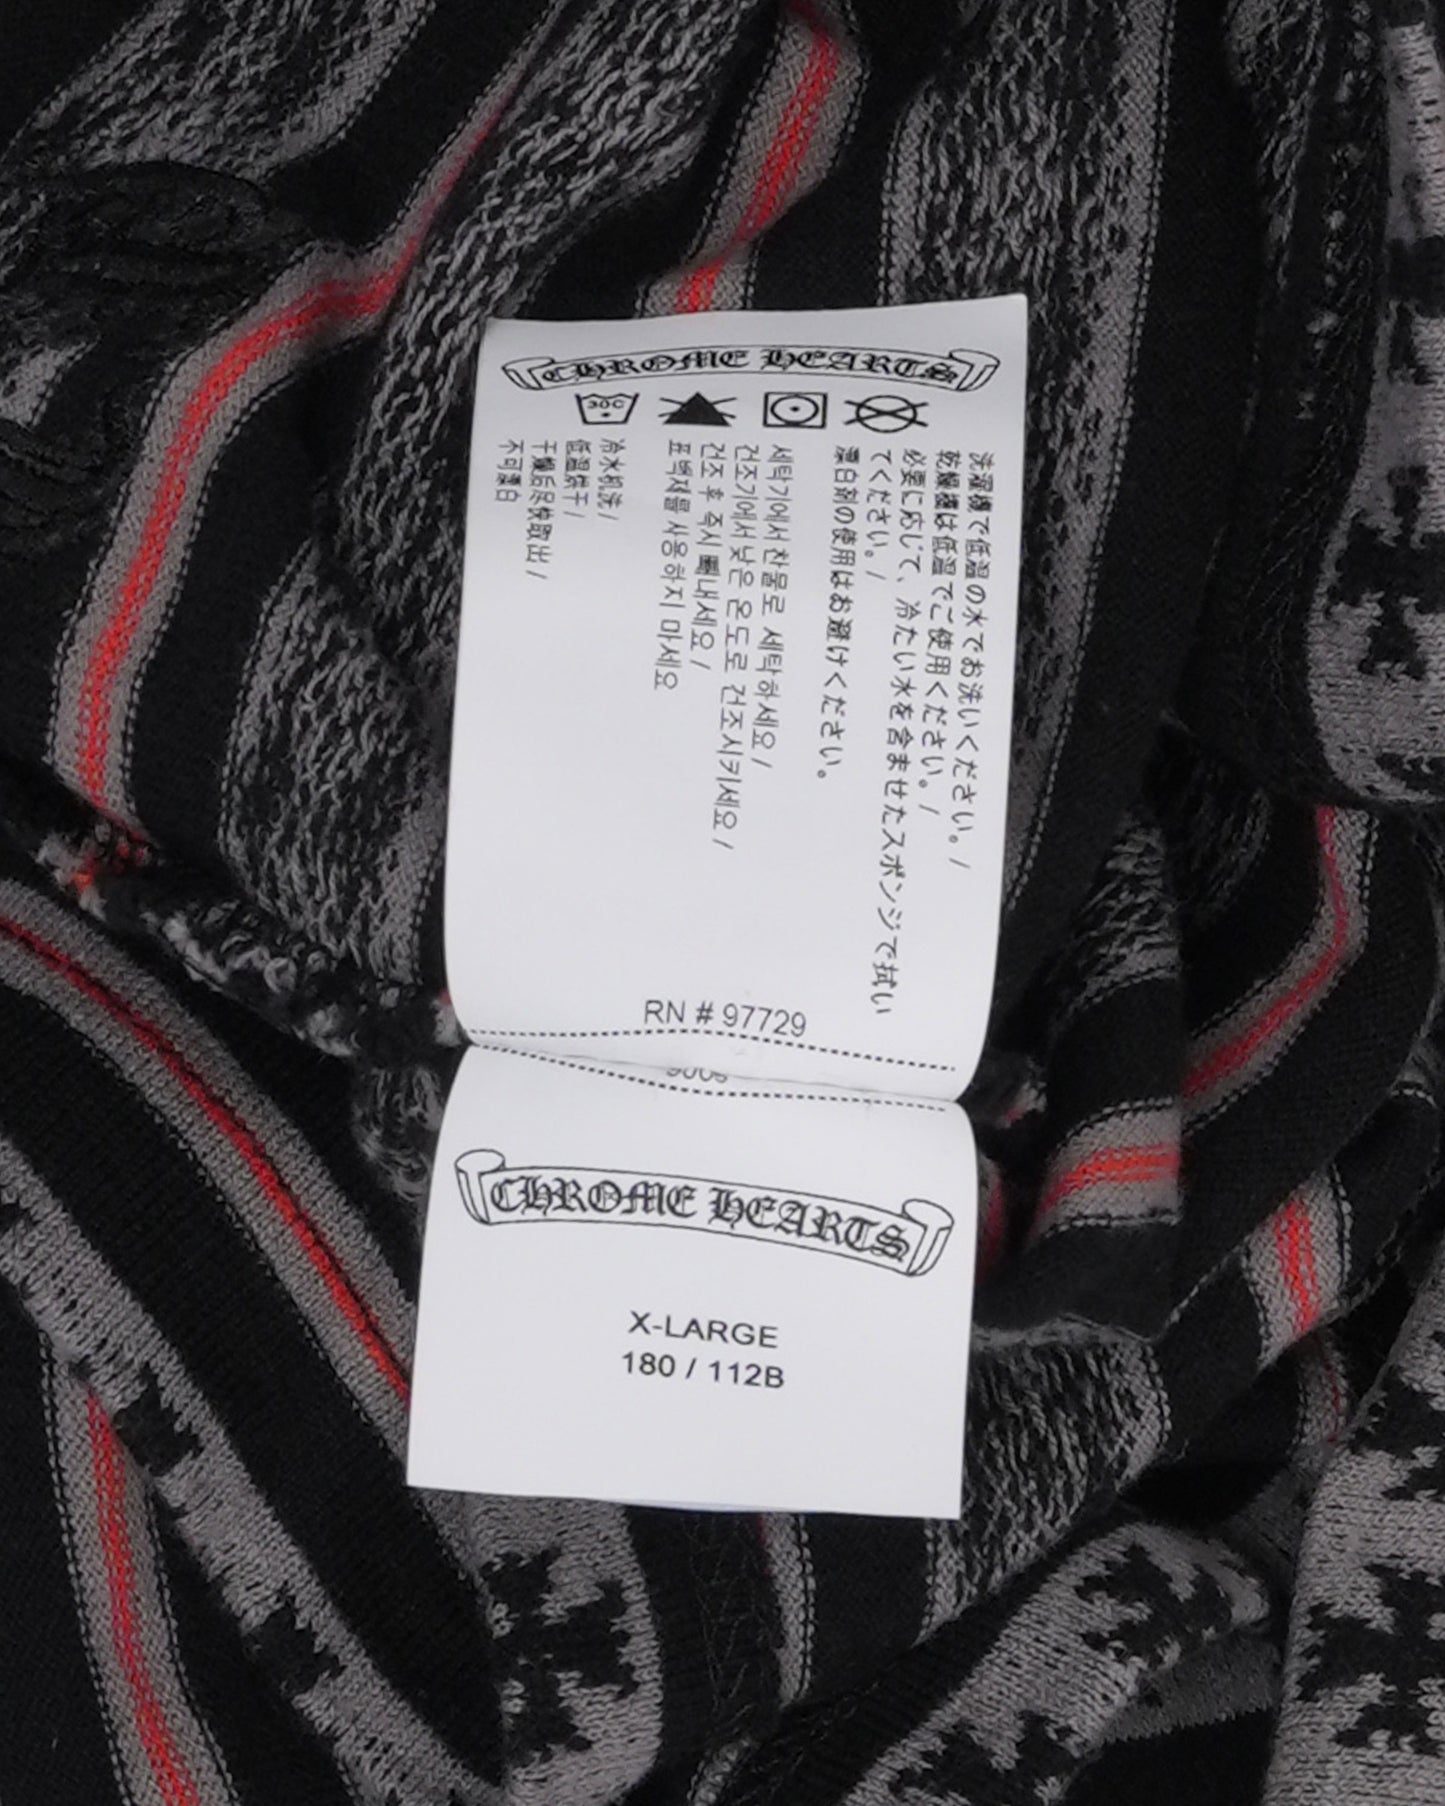 CHROME HEARTS
30C
洗濯機で低温の水でお洗いください。/
乾燥機は低温でご使用ください。/
必要に応じて、冷たい水を含ませたスポンジで拭い
てください。/
漂白剤の使用はお避けください。
세탁기에서 찬물로 세탁하세요 /
건조기에서 낮은 온도로 건조시키세요 /
건조 후 즉시 빼내세요 /
표백제를 사용하지 마세요
冷水机洗 /
低温烘干 /
干燥后尽快取出 /
不可漂白
RN # 97729
CHROME HEARTS
X-LARGE
180 / 112B